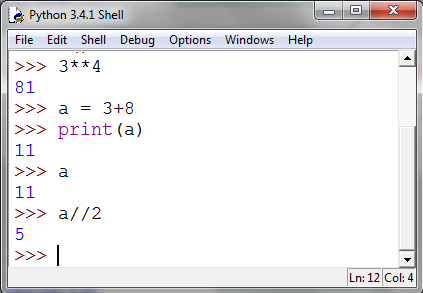 Python 3.4.1 Shell
File Edit Shell Debug Options Windows Help
>>> 3**4
81
>>> a = 3+8
>>> print(a)
11
>>> a
11
>>> a//2
5
>>>
Ln: 12 Col: 4